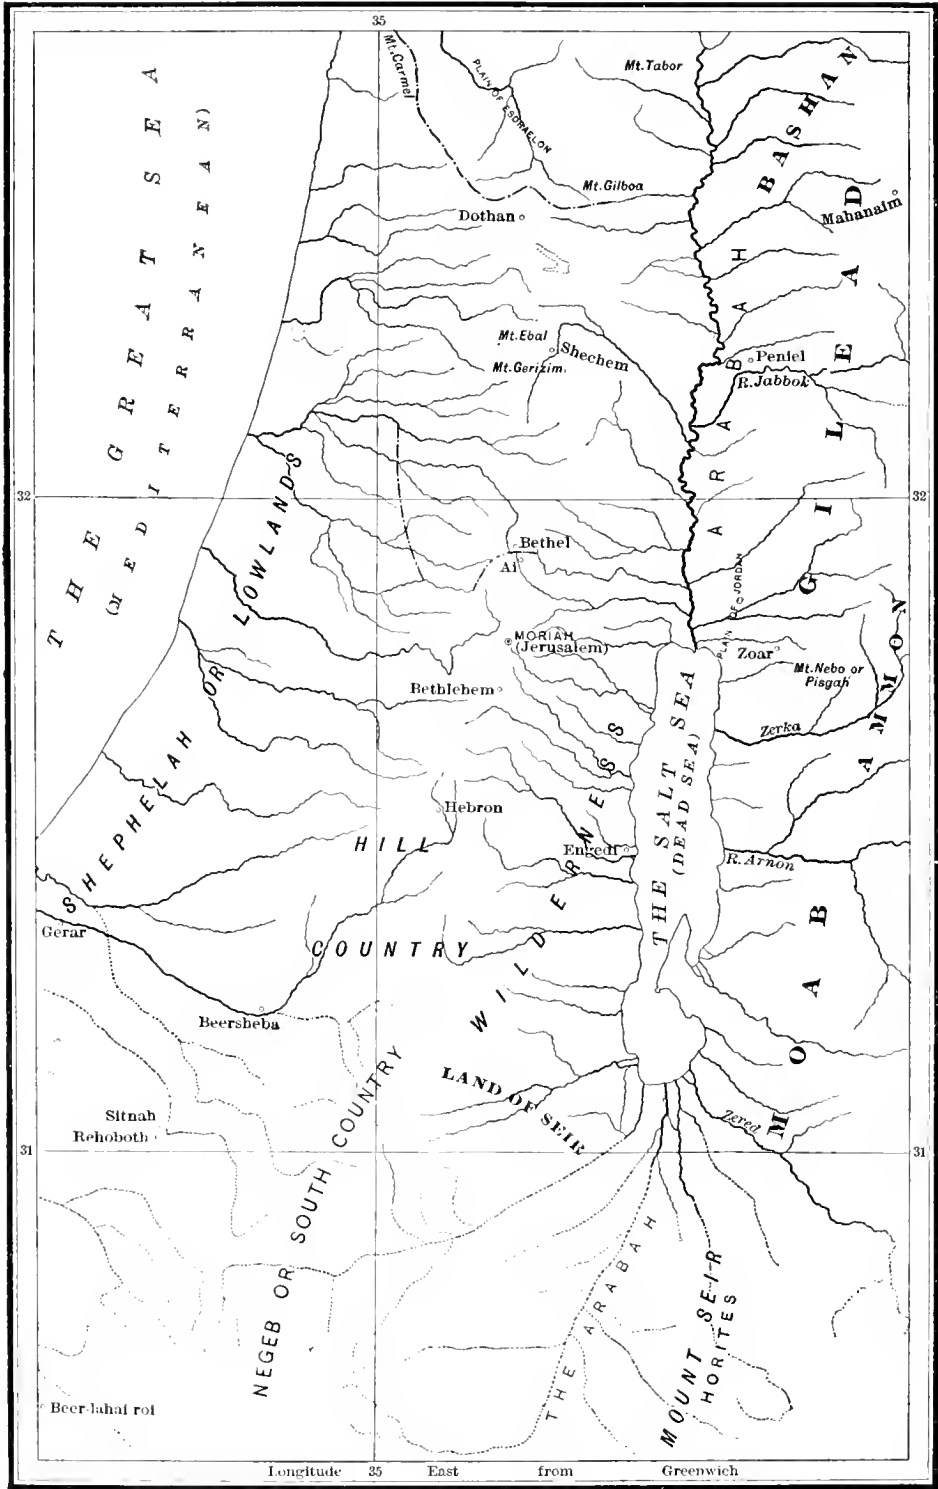 35
THE GREAT SEA
(MEDITERRANEAN)
Mt. Carmel
PLAIN OF ESDRAELON
Mt. Tabor
BASHAN
Mt. Gilboa
Dothan
Mahanaim
Mt. Ebal
Shechem
Mt. Gerizim.
Peniel
R. Jabbok
GILEAD
ARABAH
32
32
SHEPHELAH OR LOWLANDS
Bethel
Ai
PLAIN OF JORDAN
MORIAH
(Jerusalem)
Zoar
Mt. Nebo or
Pisgah
AMMON
Bethlehem
Zerka
THE SALT SEA
(DEAD SEA)
Hebron
HILL
COUNTRY
WILDERNESS
Engedi
R. Arnon
MOAB
Gerar
Beersheba
LAND OF SEIR
Zered
Sitnah
Rehoboth
31
31
NEGEB OR SOUTH COUNTRY
THE ARABAH
MOUNT SEIR
HORITES
Beer-lahai roi
Longitude 35 East from Greenwich